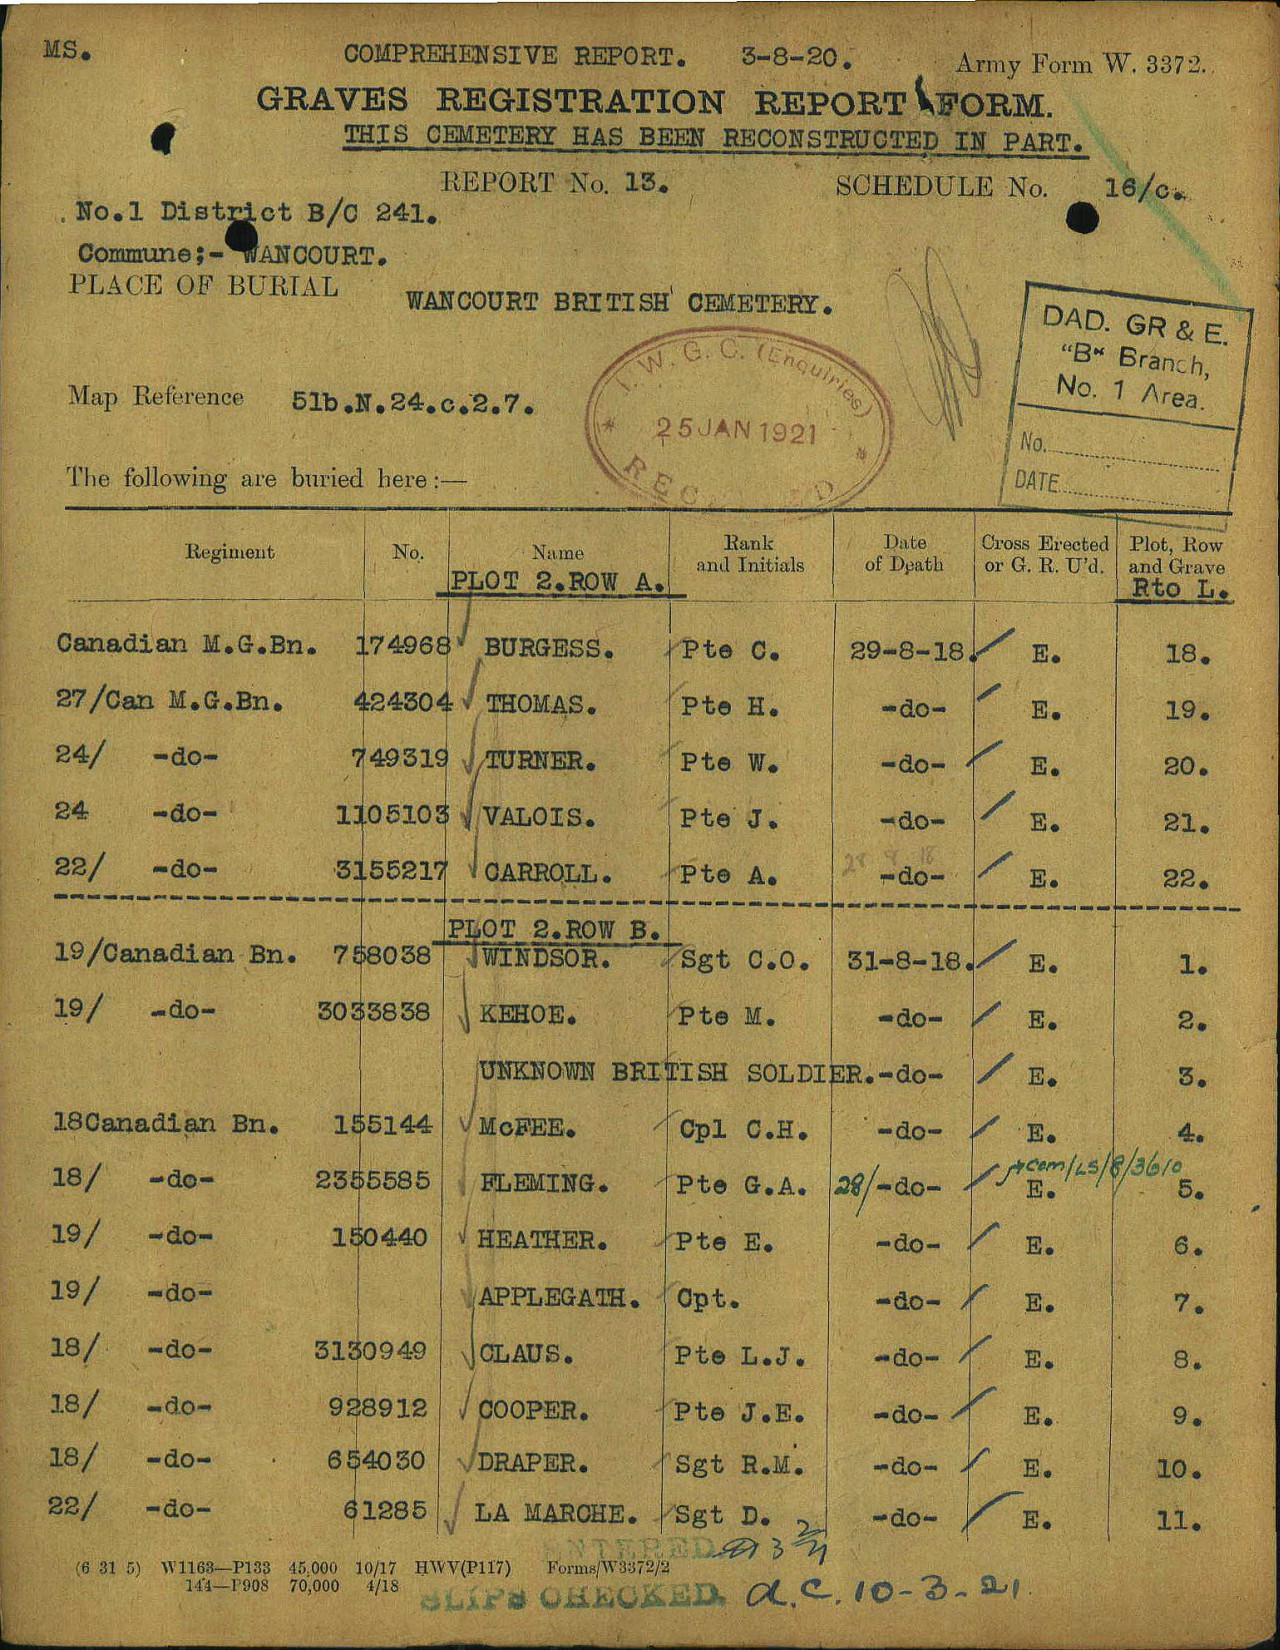 MS.
COMPREHENSIVE REPORT. 3-8-20.
Army Form W. 3372.
GRAVES REGISTRATION REPORT FORM.
THIS CEMETERY HAS BEEN RECONSTRUCTED IN PART.
REPORT No. 13. SCHEDULE No. 16/c.
No.1 District B/C 241.
Commune;- WANCOURT.
PLACE OF BURIAL
WANCOURT BRITISH CEMETERY.
DAD. GR & E.
"B" Branch,
No. 1 Area.
No.
DATE
I. W. G. C. (Enquiries)
25 JAN 1921
Map Reference 51b.N.24.c.2.7.
The following are buried here :—
Regiment No. Name Rank and Initials Date of Death Cross Erected or G. R. U'd. Plot, Row and Grave
PLOT 2.ROW A. Rto L.
Canadian M.G.Bn. 174968 BURGESS. Pte C. 29-8-18. E. 18.
27/Can M.G.Bn. 424304 THOMAS. Pte H. -do- E. 19.
24/ -do- 749319 TURNER. Pte W. -do- E. 20.
24 -do- 1105103 VALOIS. Pte J. -do- E. 21.
28 8 18
22/ -do- 3155217 CARROLL. Pte A. -do- E. 22.
PLOT 2.ROW B.
19/Canadian Bn. 758038 WINDSOR. Sgt C.O. 31-8-18. E. 1.
19/ -do- 3033838 KEHOE. Pte M. -do- E. 2.
UNKNOWN BRITISH SOLDIER. -do- E. 3.
18Canadian Bn. 155144 McFEE. Cpl C.H. -do- E. 4.
com/LS/8/3610
18/ -do- 2355585 FLEMING. Pte G.A. 28/-do- E. 5.
19/ -do- 150440 HEATHER. Pte E. -do- E. 6.
19/ -do- APPLEGATH. Cpt. -do- E. 7.
18/ -do- 3130949 CLAUS. Pte L.J. -do- E. 8.
18/ -do- 928912 COOPER. Pte J.E. -do- E. 9.
18/ -do- 654030 DRAPER. Sgt R.M. -do- E. 10.
22/ -do- 61285 LA MARCHE. Sgt D. -do- E. 11.
ENTERED
(6 31 5) W1163—P133 45,000 10/17 HWV(P117) Forms/W3372/2
144—P908 70,000 4/18
SLIPS CHECKED. a.c. 10-3-21.